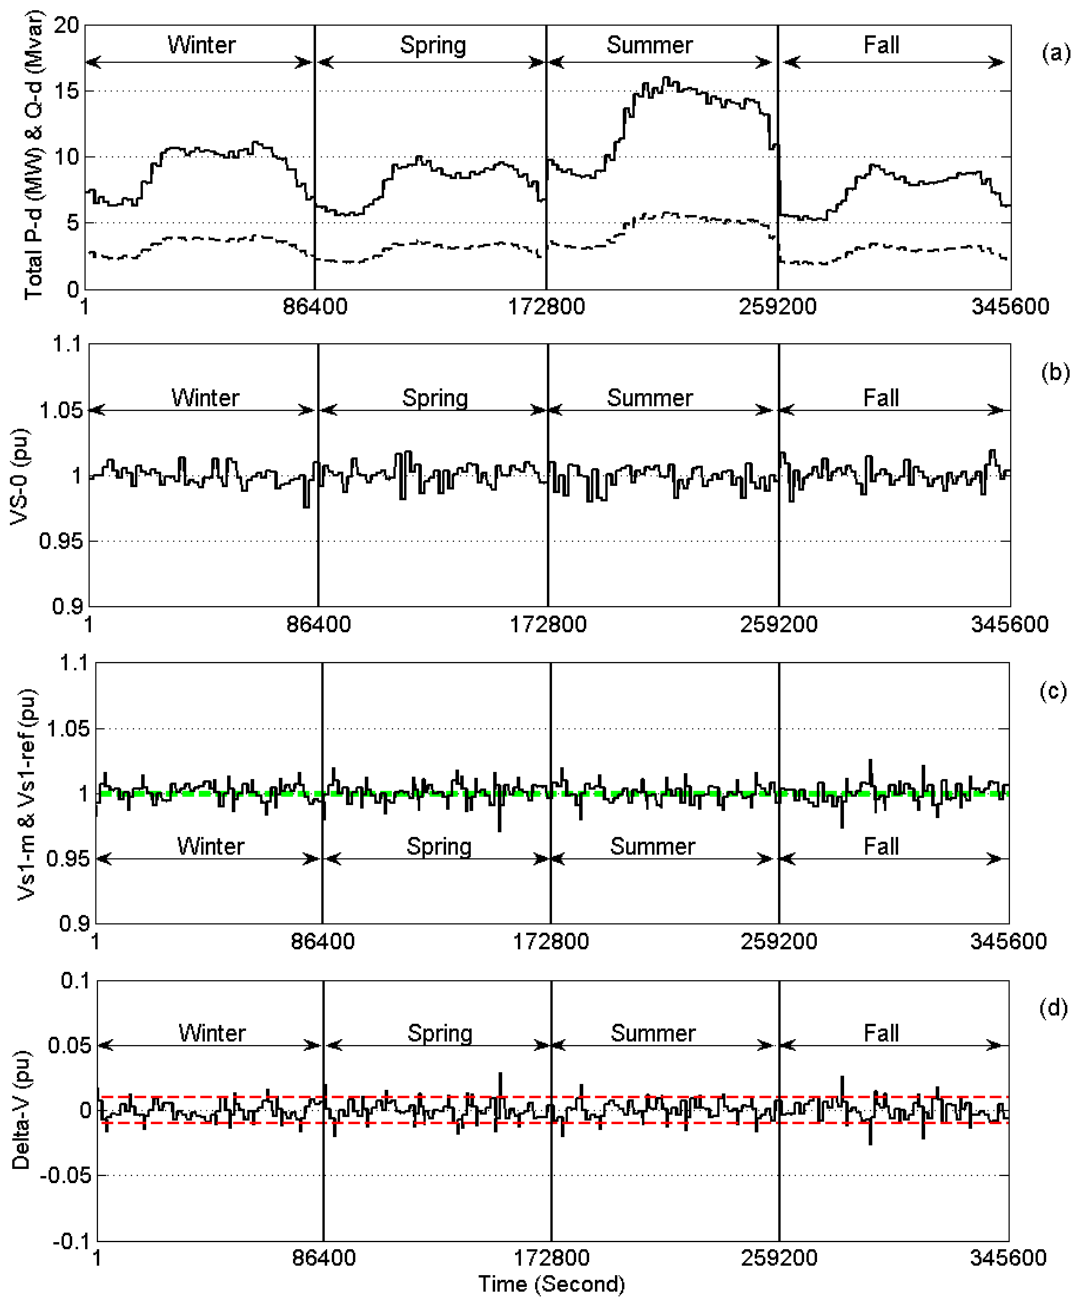 Total P-d (MW) & Q-d (Mvar)
20
15
10
5
0
Winter
Spring
Summer
Fall
(a)
1
86400
172800
259200
345600
VS-0 (pu)
1.1
1.05
1
0.95
0.9
Winter
Spring
Summer
Fall
(b)
1
86400
172800
259200
345600
Vs1-m & Vs1-ref (pu)
1.1
1.05
1
0.95
0.9
Winter
Spring
Summer
Fall
(c)
1
86400
172800
259200
345600
Delta-V (pu)
0.1
0.05
0
-0.05
-0.1
Winter
Spring
Summer
Fall
(d)
1
86400
172800
259200
345600
Time (Second)